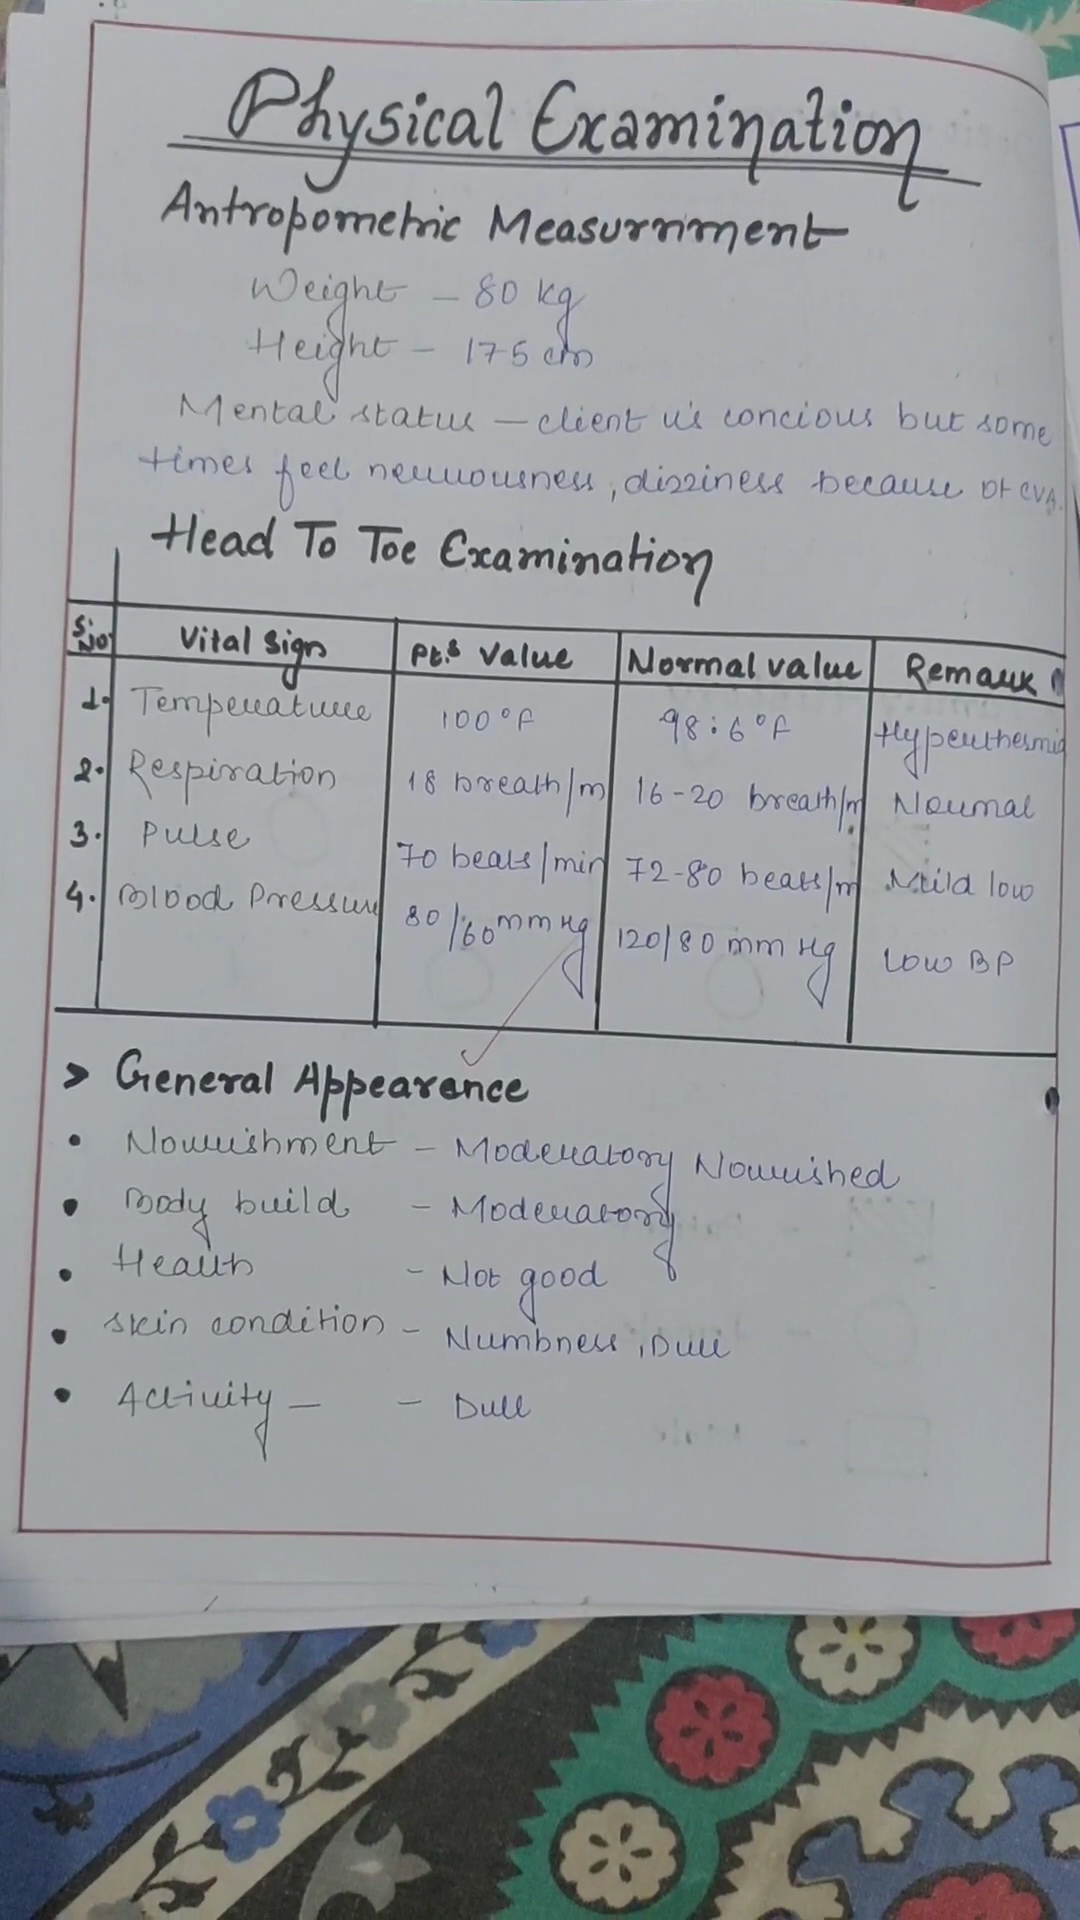 Physical Examination
Antropometric Measurnment
Weight – 80 kg
Height – 175 cm
Mental status – client is concious but some
times feel nervousness, dizziness because of CVA.
Head To Toe Examination
S.No. Vital Sign Pt.s Value Normal value Remark
1. Temperature 100°F 98:6°F Hyperthermia
2. Respiration 18 breath/m 16-20 breath/m Normal
3. Pulse 70 beats/min 72-80 beats/m Mild low
4. Blood Pressure 80/60 mm Hg 120/80 mm Hg Low BP
> General Appearance
• Nourishment – Moderatory Nourished
• Body build – Moderatory
• Health – Not good
• Skin condition – Numbness, Dull
• Activity – – Dull